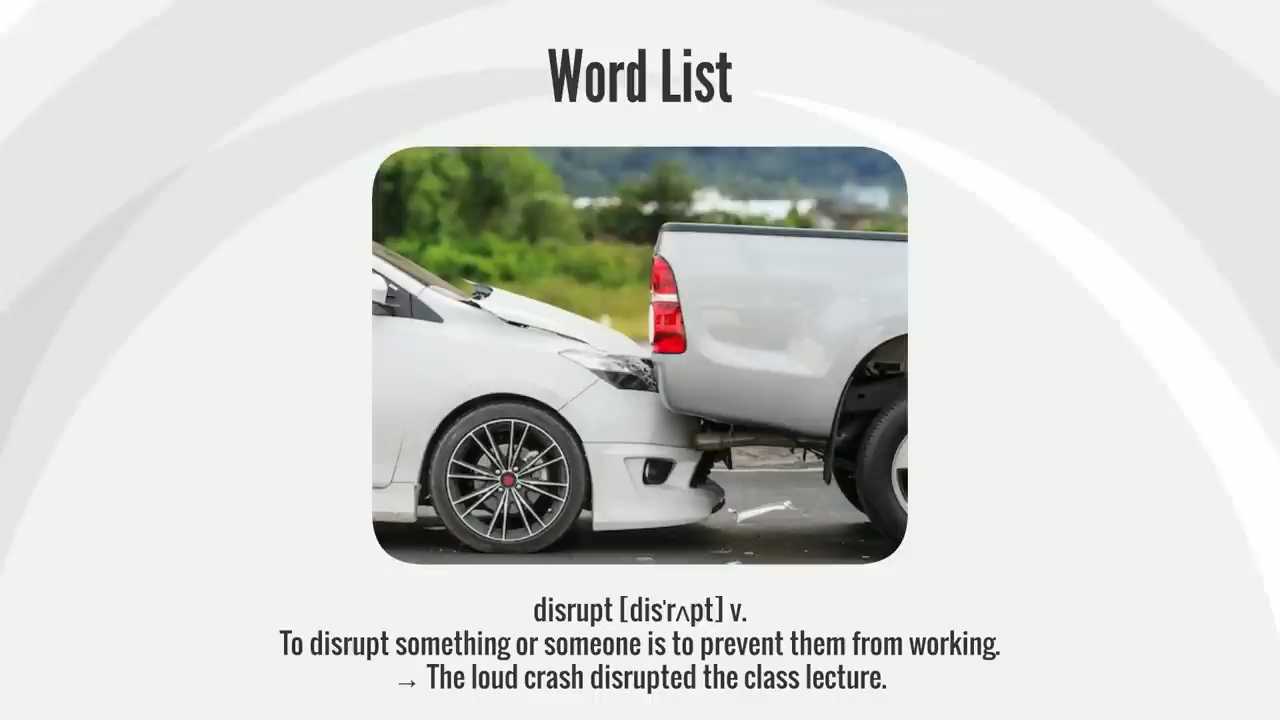 Word List
disrupt [dis'rʌpt] v.
To disrupt something or someone is to prevent them from working.
→ The loud crash disrupted the class lecture.